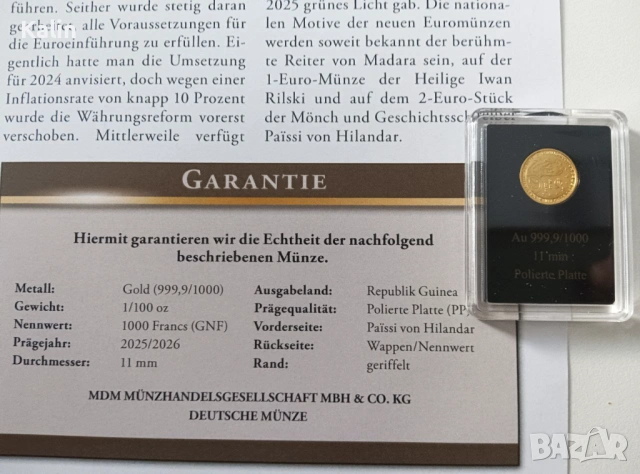 Kalin
führen. Seither wurde stetig daran
alle Voraussetzungen für
die Euroeinführung zu erfüllen. Ei-
gentlich hatte man die Umsetzung
für 2024 anvisiert, doch wegen einer
Inflationsrate von knapp 10 Prozent
wurde die Währungsreform vorerst
verschoben. Mittlerweile verfügt
2025 grünes Licht gab. Die nationa-
len Motive der neuen Euromünzen
werden soweit bekannt der berühm-
te Reiter von Madara sein, auf der
1-Euro-Münze der Heilige Iwan
Rilski und auf dem 2-Euro-Stück
der Mönch und Geschichtsschreiber
Païssi von Hilandar.
GARANTIE
Hiermit garantieren wir die Echtheit der nachfolgend
beschriebenen Münze.
Metall: Gold (999,9/1000)
Gewicht: 1/100 oz
Nennwert: 1000 Francs (GNF)
Prägejahr: 2025/2026
Durchmesser: 11 mm
Ausgabeland: Republik Guinea
Prägequalität: Polierte Platte (PP)
Vorderseite: Païssi von Hilandar
Rückseite: Wappen/Nennwert
Rand: geriffelt
MDM MÜNZHANDELSGESELLSCHAFT MBH & CO. KG
DEUTSCHE MÜNZE
Au 999,9/1000
11 mm
Polierte Platte
BAZAR